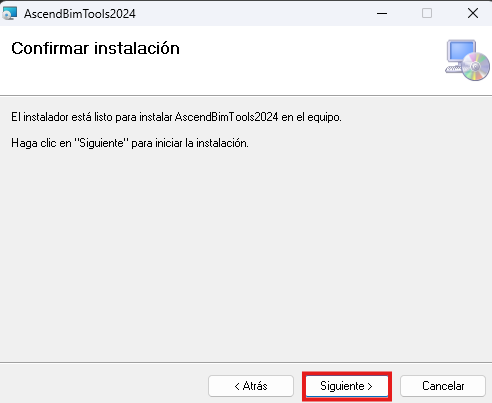 AscendBimTools2024
Confirmar instalación
El instalador está listo para instalar AscendBimTools2024 en el equipo.
Haga clic en "Siguiente" para iniciar la instalación.
< Atrás
Siguiente >
Cancelar